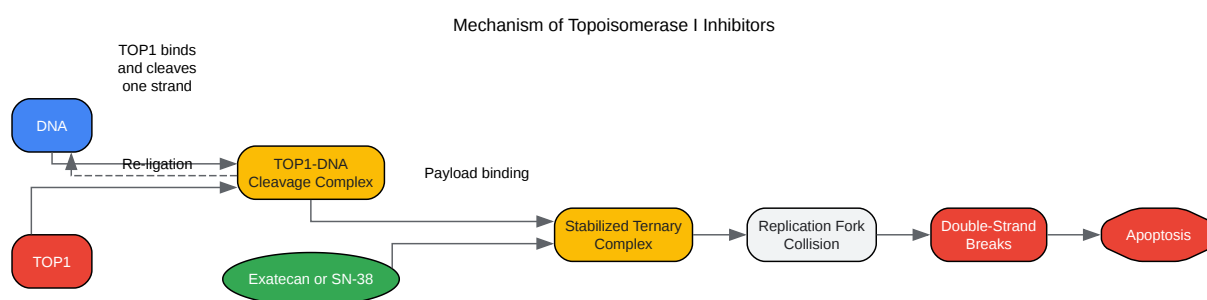 Mechanism of Topoisomerase I Inhibitors
TOP1 binds
and cleaves
one strand
DNA
Re-ligation
TOP1-DNA
Cleavage Complex
Payload binding
TOP1
Exatecan or SN-38
Stabilized Ternary
Complex
Replication Fork
Collision
Double-Strand
Breaks
Apoptosis